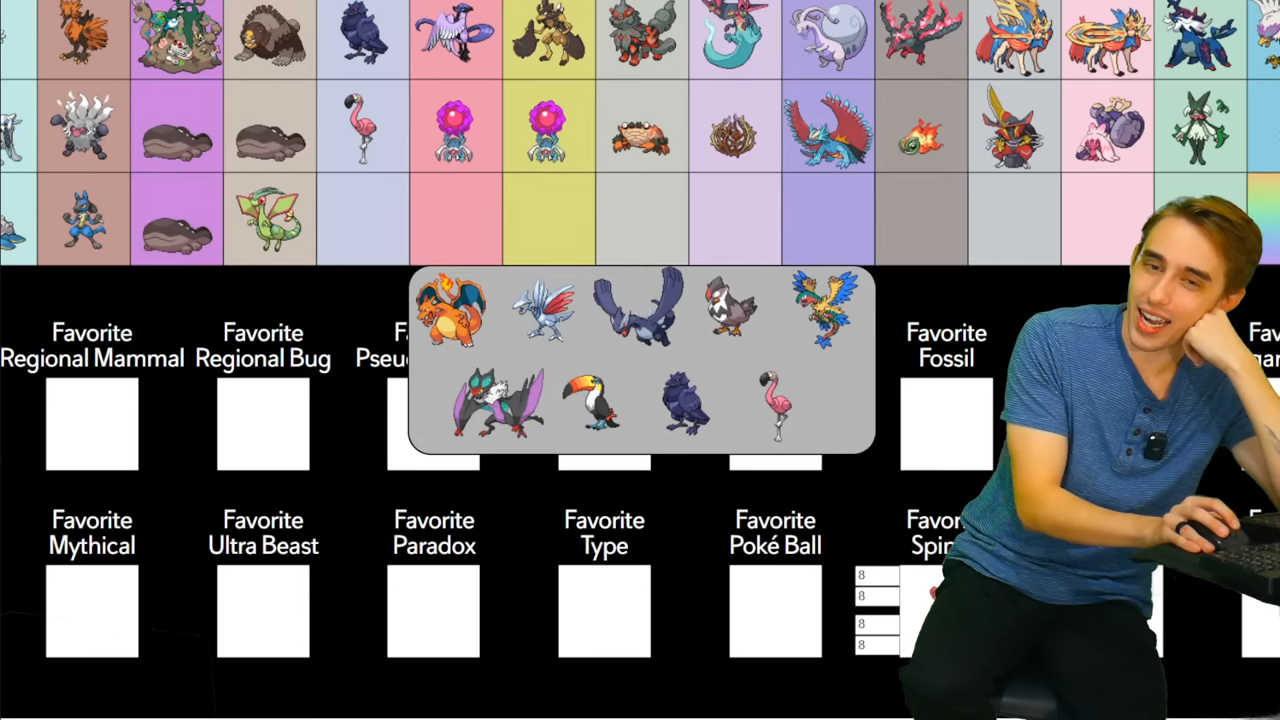 Favorite
Regional Mammal
Favorite
Regional Bug
Favorite
Fossil
Favorite
Mythical
Favorite
Ultra Beast
Favorite
Paradox
Favorite
Type
Favorite
Poké Ball
8
8
8
8